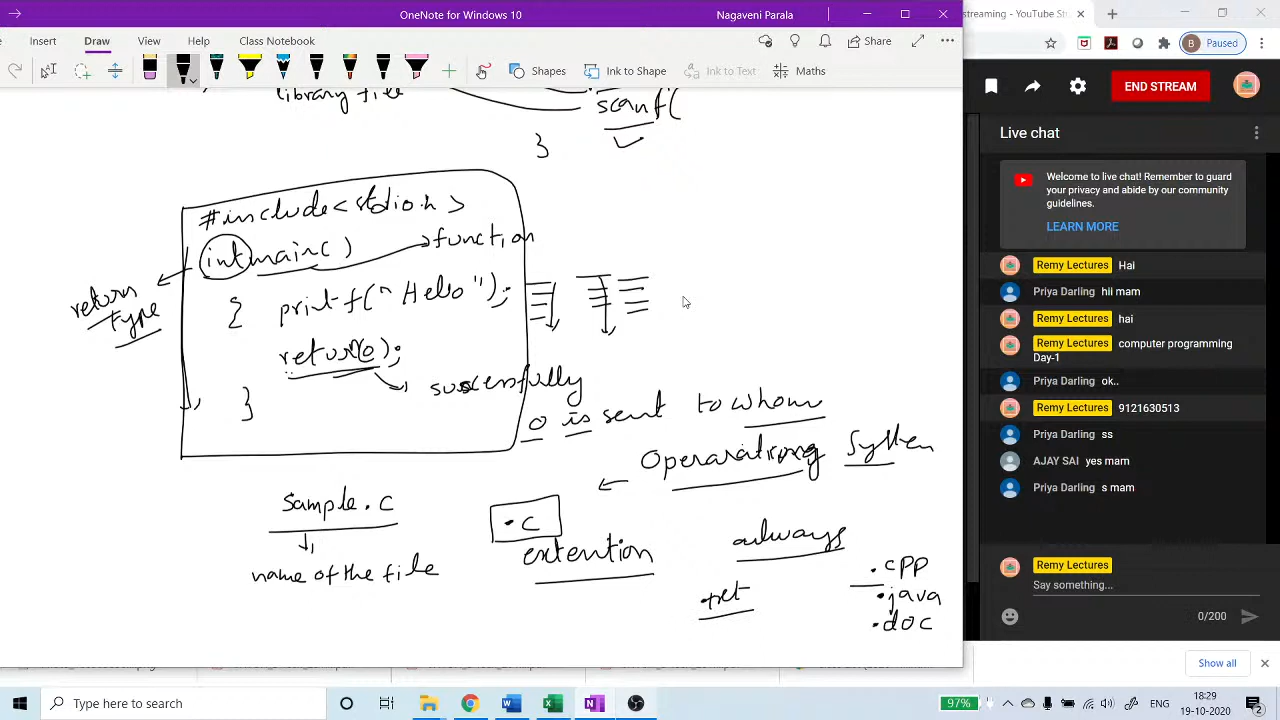 OneNote for Windows 10
Nagaveni Parala
streaming - YouTube St
Insert
Draw
View
Help
Class Notebook
Share
Paused
B
Shapes
Ink to Shape
Ink to Text
Maths
END STREAM
library file
scanf(
}
#include<stdio.h>
int main()
function
return
type
{ printf("Hello");
return(0);
successfully
}
0 is sent to whom
Operarationg System
Sample.c
.c
name of the file
extention
always
.cpp
.java
.doc
Live chat
Welcome to live chat! Remember to guard
your privacy and abide by our community
guidelines.
LEARN MORE
Remy Lectures Hai
Priya Darling hii mam
Remy Lectures hai
Remy Lectures computer programming
Day-1
Priya Darling ok..
Remy Lectures 9121630513
Priya Darling ss
AJAY SAI yes mam
Priya Darling s mam
Remy Lectures
Say something...
0/200
Show all
Type here to search
97%
ENG
18:29
19-10-2020
2